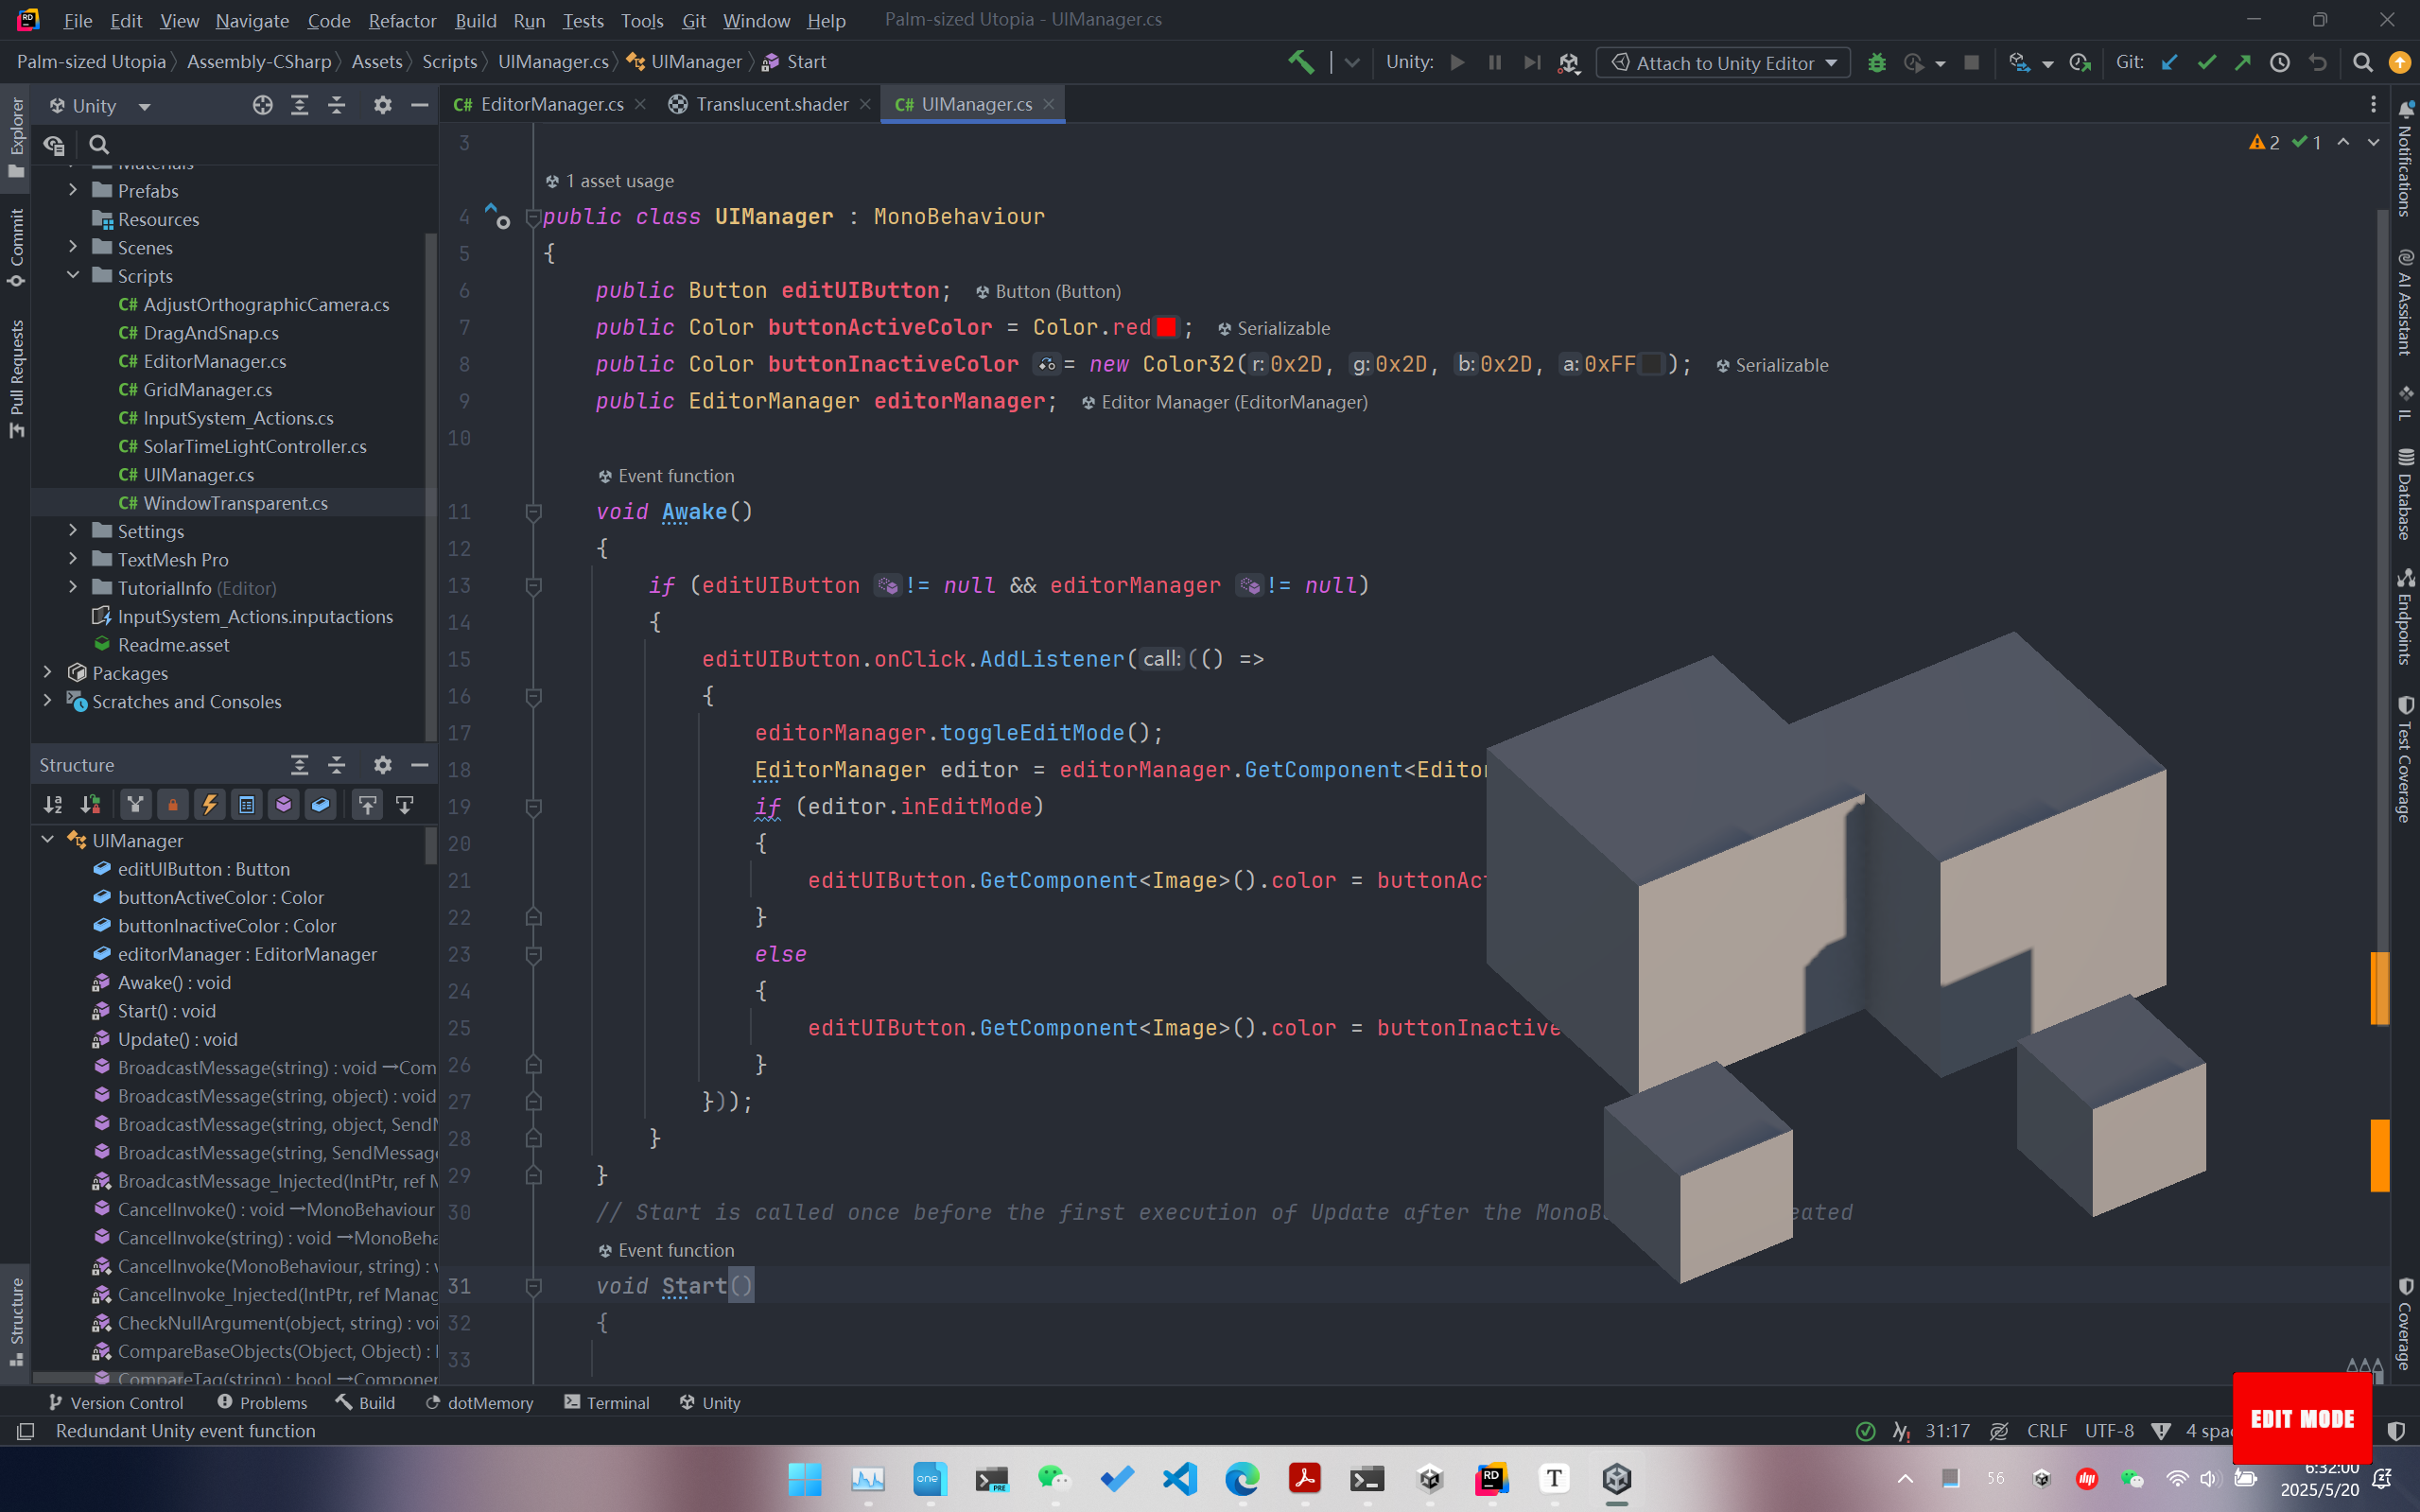 File Edit View Navigate Code Refactor Build Run Tests Tools Git Window Help Palm-sized Utopia - UIManager.cs
Palm-sized Utopia Assembly-CSharp Assets Scripts UIManager.cs UIManager Start
Unity: Attach to Unity Editor Git:
Explorer
Commit
Pull Requests
Structure
Unity
Materials
Prefabs
Resources
Scenes
Scripts
C# AdjustOrthographicCamera.cs
C# DragAndSnap.cs
C# EditorManager.cs
C# GridManager.cs
C# InputSystem_Actions.cs
C# SolarTimeLightController.cs
C# UIManager.cs
C# WindowTransparent.cs
Settings
TextMesh Pro
TutorialInfo (Editor)
InputSystem_Actions.inputactions
Readme.asset
Packages
Scratches and Consoles
Structure
UIManager
editUIButton : Button
buttonActiveColor : Color
buttonInactiveColor : Color
editorManager : EditorManager
Awake() : void
Start() : void
Update() : void
BroadcastMessage(string) : void →Com
BroadcastMessage(string, object) : void
BroadcastMessage(string, object, SendM
BroadcastMessage(string, SendMessage
BroadcastMessage_Injected(IntPtr, ref M
CancelInvoke() : void →MonoBehaviour
CancelInvoke(string) : void →MonoBeha
CancelInvoke(MonoBehaviour, string) : v
CancelInvoke_Injected(IntPtr, ref Manag
CheckNullArgument(object, string) : voi
CompareBaseObjects(Object, Object) :
CompareTag(string) : bool →Componen
C# EditorManager.cs Translucent.shader C# UIManager.cs
2 1
3
1 asset usage
4 public class UIManager : MonoBehaviour
5 {
6 public Button editUIButton; Button (Button)
7 public Color buttonActiveColor = Color.red; Serializable
8 public Color buttonInactiveColor = new Color32(r:0x2D, g:0x2D, b:0x2D, a:0xFF); Serializable
9 public EditorManager editorManager; Editor Manager (EditorManager)
10
Event function
11 void Awake()
12 {
13 if (editUIButton != null && editorManager != null)
14 {
15 editUIButton.onClick.AddListener(call:(() =>
16 {
17 editorManager.toggleEditMode();
18 EditorManager editor = editorManager.GetComponent<Editor
19 if (editor.inEditMode)
20 {
21 editUIButton.GetComponent<Image>().color = buttonAc
22 }
23 else
24 {
25 editUIButton.GetComponent<Image>().color = buttonInactive
26 }
27 }));
28 }
29 }
30 // Start is called once before the first execution of Update after the MonoB eated
Event function
31 void Start()
32 {
33
Notifications
AI Assistant
IL
Database
Endpoints
Test Coverage
Coverage
Version Control Problems Build dotMemory Terminal Unity
Redundant Unity event function
31:17 CRLF UTF-8 4 spa
EDIT MODE
one PRE RD T
56
6:32:00
2025/5/20